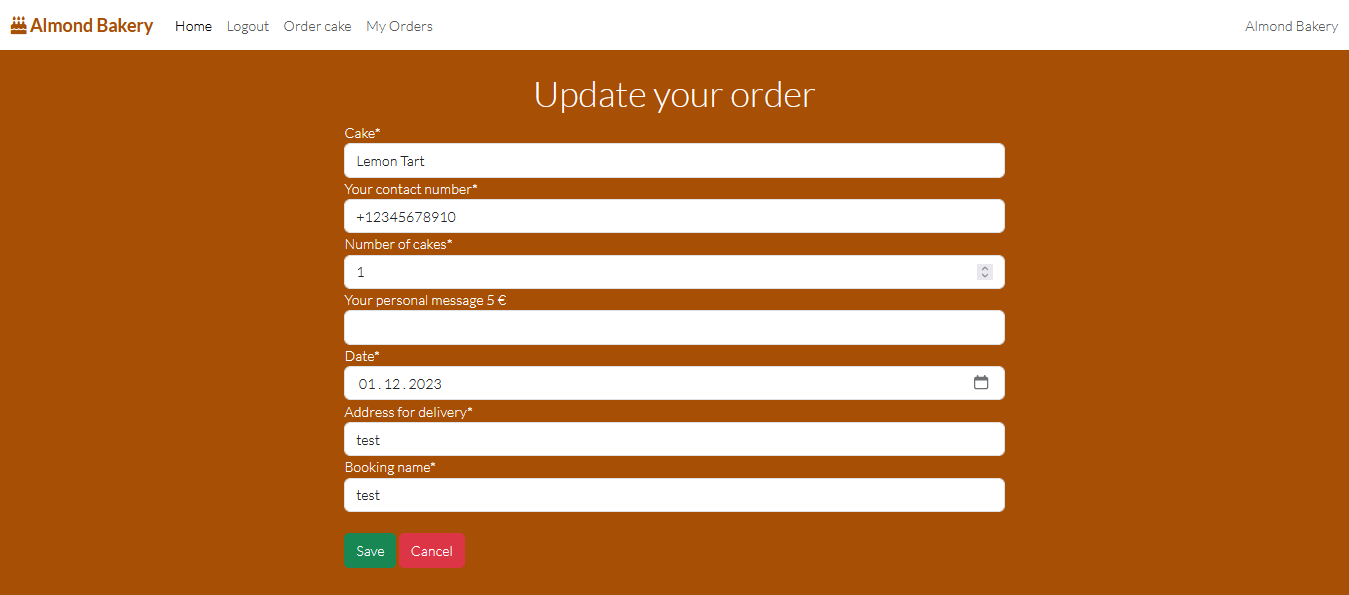 Almond Bakery Home Logout Order cake My Orders Almond Bakery
Update your order
Cake*
Lemon Tart
Your contact number*
+12345678910
Number of cakes*
1
Your personal message 5 €
Date*
01.12.2023
Address for delivery*
test
Booking name*
test
Save Cancel